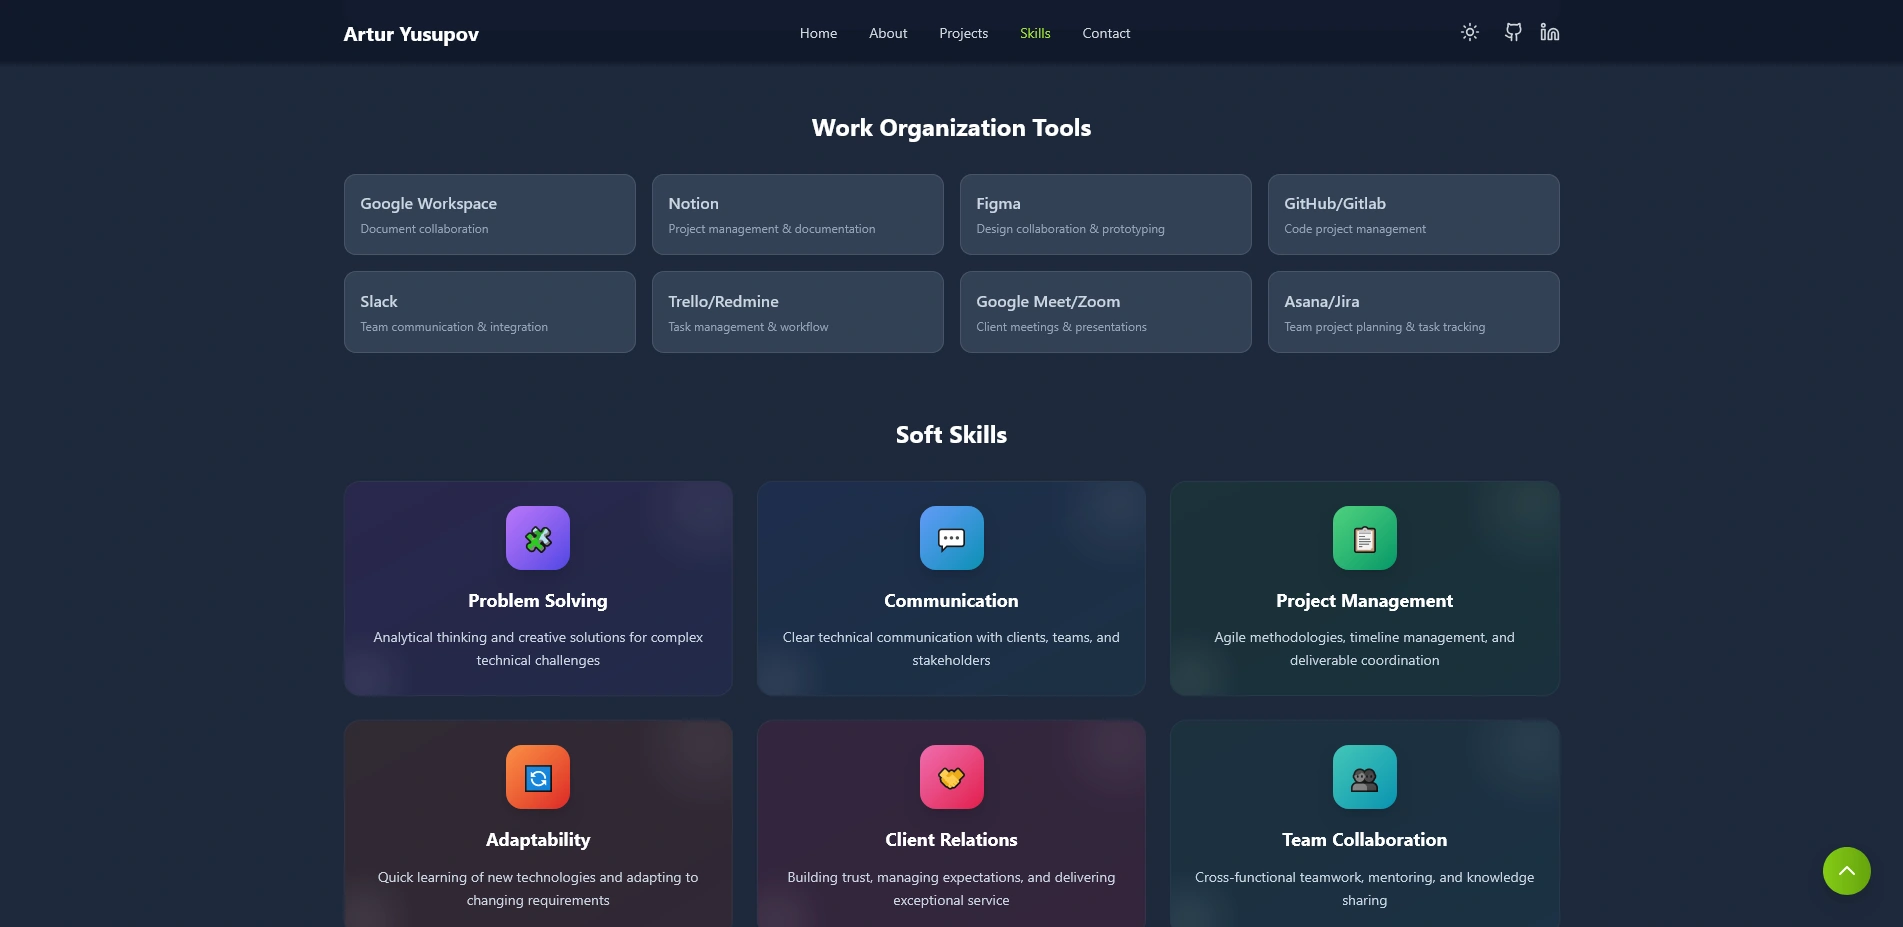 Artur Yusupov
Home About Projects Skills Contact
Work Organization Tools
Google Workspace
Document collaboration
Notion
Project management & documentation
Figma
Design collaboration & prototyping
GitHub/Gitlab
Code project management
Slack
Team communication & integration
Trello/Redmine
Task management & workflow
Google Meet/Zoom
Client meetings & presentations
Asana/Jira
Team project planning & task tracking
Soft Skills
Problem Solving
Analytical thinking and creative solutions for complex
technical challenges
Communication
Clear technical communication with clients, teams, and
stakeholders
Project Management
Agile methodologies, timeline management, and
deliverable coordination
Adaptability
Quick learning of new technologies and adapting to
changing requirements
Client Relations
Building trust, managing expectations, and delivering
exceptional service
Team Collaboration
Cross-functional teamwork, mentoring, and knowledge
sharing